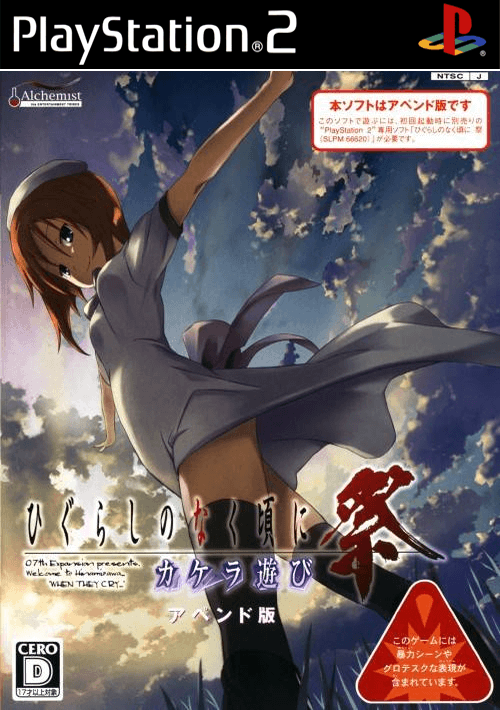 PlayStation®2
NTSC J
Alchemist
本ソフトはアペンド版です
このソフトで遊ぶには、初回起動時に別売りの
"PlayStation 2"専用ソフト「ひぐらしのなく頃に 祭
(SLPM-66620)」が必要です。
ひぐらしのなく頃に 祭
07th Expansion presents.
Welcome to Hinamizawa...
カケラ遊び
"WHEN THEY CRY..."
アペンド版
CERO
D
17才以上対象
このゲームには
暴力シーンや
グロテスクな表現が
含まれています。